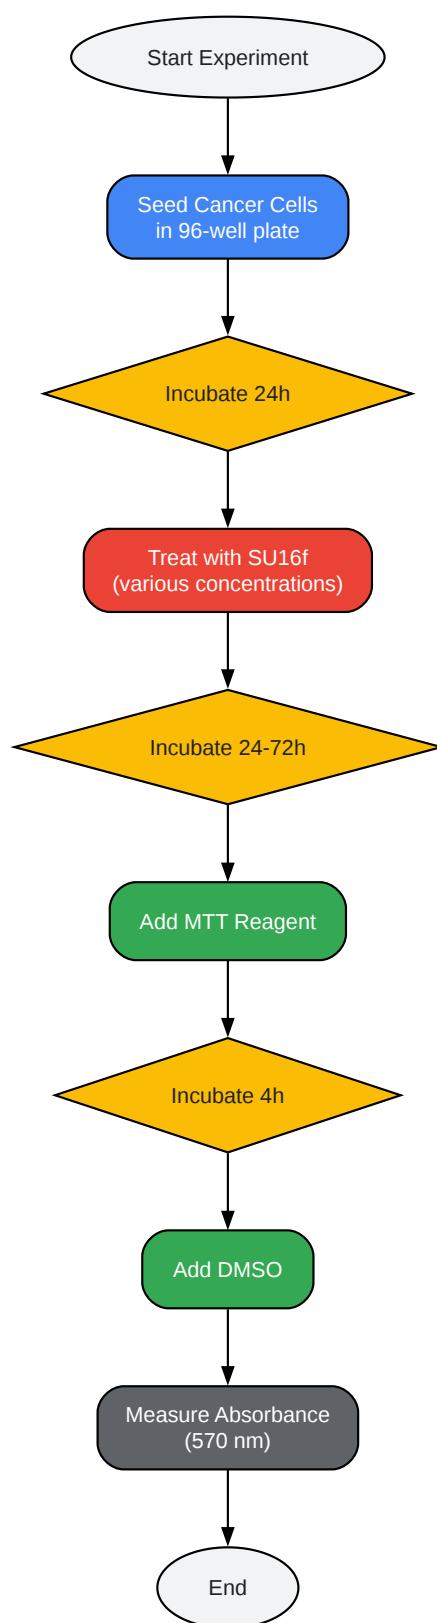 Start Experiment
Seed Cancer Cells
in 96-well plate
Incubate 24h
Treat with SU16f
(various concentrations)
Incubate 24-72h
Add MTT Reagent
Incubate 4h
Add DMSO
Measure Absorbance
(570 nm)
End